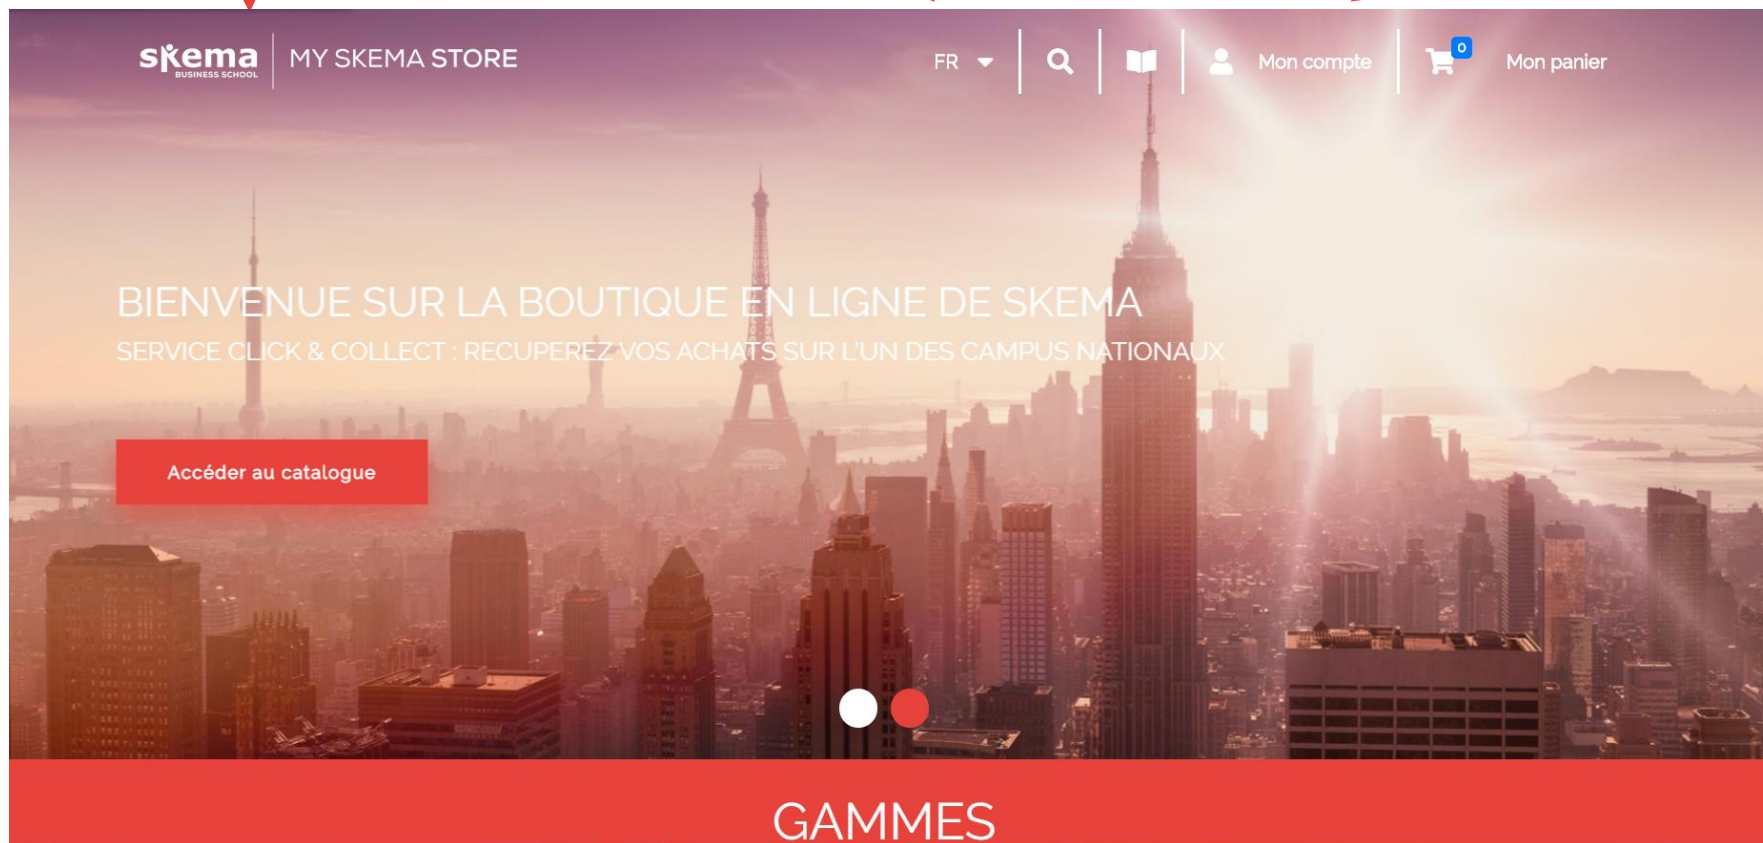 skema
BUSINESS SCHOOL
MY SKEMA STORE
FR
Mon compte
0
Mon panier
BIENVENUE SUR LA BOUTIQUE EN LIGNE DE SKEMA
SERVICE CLICK & COLLECT : RECUPEREZ VOS ACHATS SUR L'UN DES CAMPUS NATIONAUX
Accéder au catalogue
GAMMES